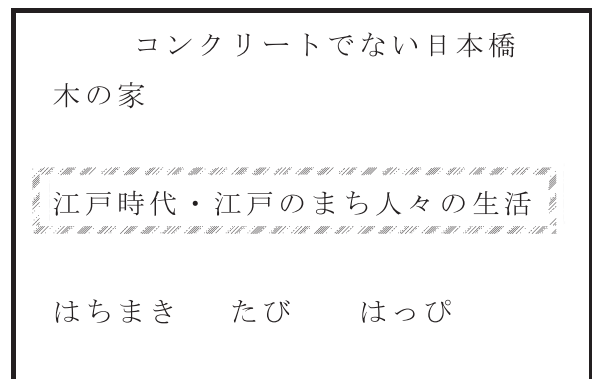 コンクリートでない日本橋
木の家
江戸時代・江戸のまち人々の生活
はちまき　たび　はっぴ